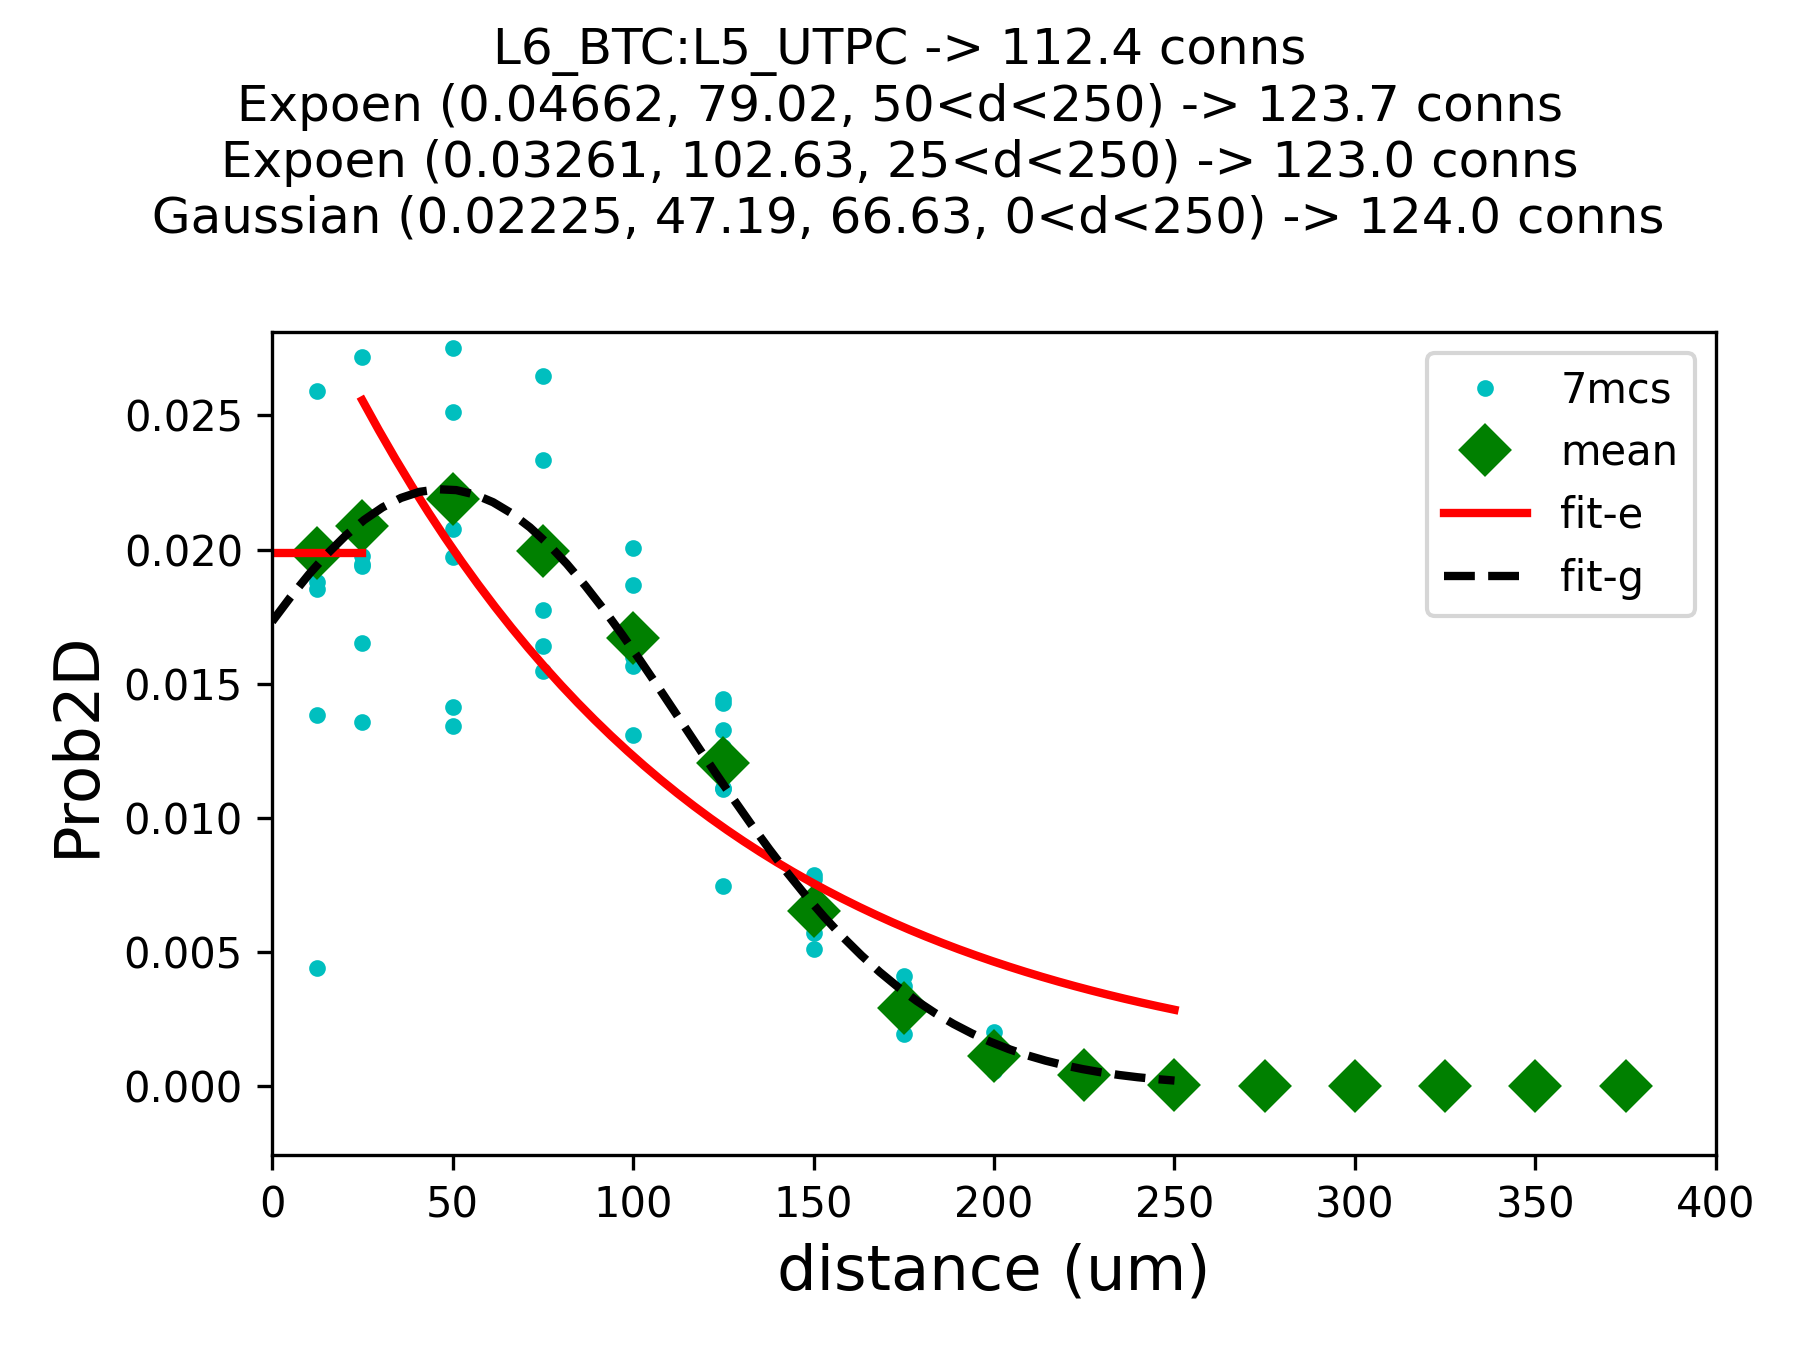 L6_BTC:L5_UTPC -> 112.4 conns
Expoen (0.04662, 79.02, 50<d<250) -> 123.7 conns
Expoen (0.03261, 102.63, 25<d<250) -> 123.0 conns
Gaussian (0.02225, 47.19, 66.63, 0<d<250) -> 124.0 conns
7mcs
mean
fit-e
fit-g
Prob2D
0.025
0.020
0.015
0.010
0.005
0.000
0 50 100 150 200 250 300 350 400
distance (um)